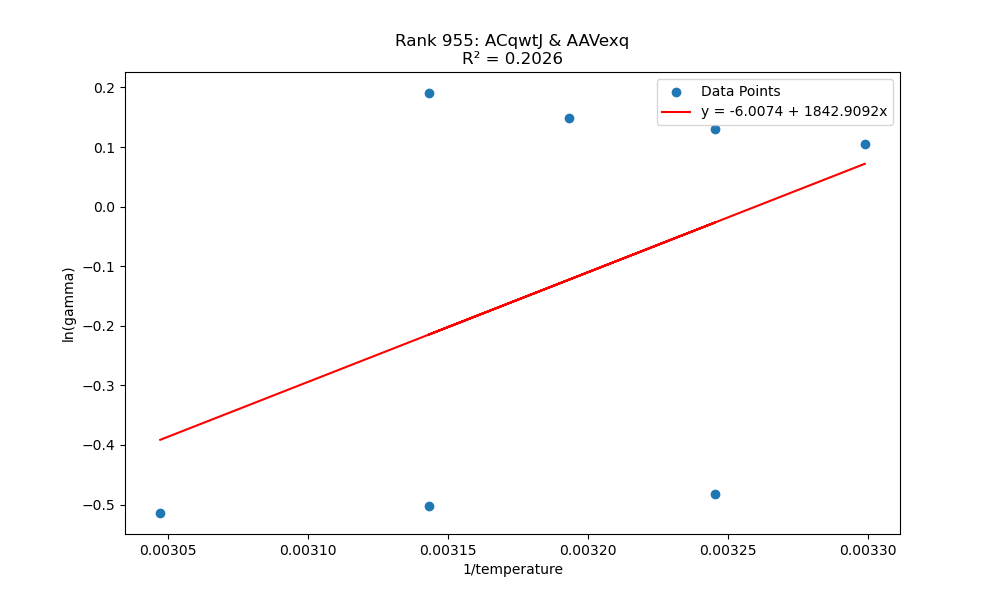 Rank 955: ACqwtJ & AAVexq
R² = 0.2026
Data Points
y = -6.0074 + 1842.9092x
0.2
0.1
0.0
−0.1
−0.2
−0.3
−0.4
−0.5
ln(gamma)
0.00305
0.00310
0.00315
0.00320
0.00325
0.00330
1/temperature